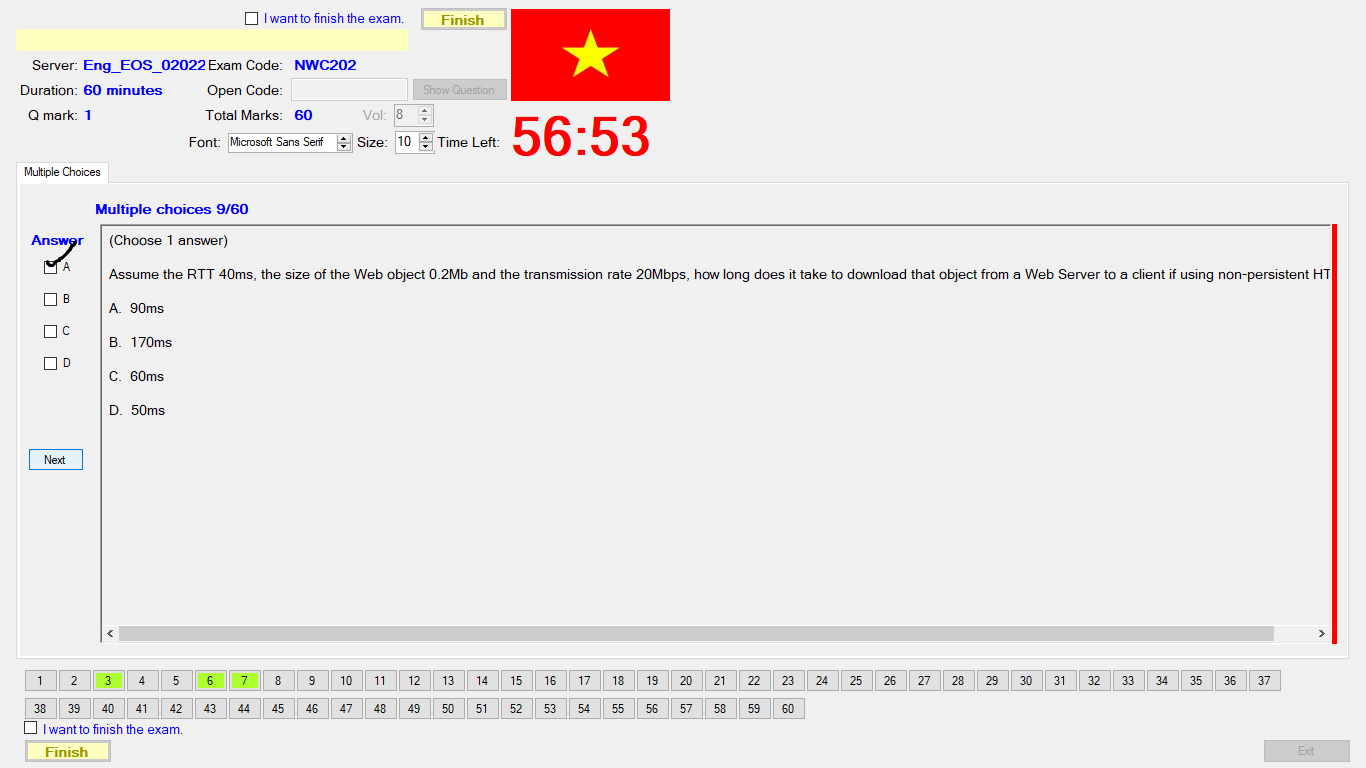 I want to finish the exam. Finish
Server: Eng_EOS_02022 Exam Code: NWC202
Duration: 60 minutes Open Code: Show Question
Q mark: 1 Total Marks: 60 Vol: 8
Font: Microsoft Sans Serif Size: 10 Time Left: 56:53
Multiple Choices
Multiple choices 9/60
Answer
(Choose 1 answer)
A
Assume the RTT 40ms, the size of the Web object 0.2Mb and the transmission rate 20Mbps, how long does it take to download that object from a Web Server to a client if using non-persistent HT
B
A. 90ms
C
B. 170ms
D
C. 60ms
D. 50ms
Next
1 2 3 4 5 6 7 8 9 10 11 12 13 14 15 16 17 18 19 20 21 22 23 24 25 26 27 28 29 30 31 32 33 34 35 36 37
38 39 40 41 42 43 44 45 46 47 48 49 50 51 52 53 54 55 56 57 58 59 60
I want to finish the exam.
Finish Exit